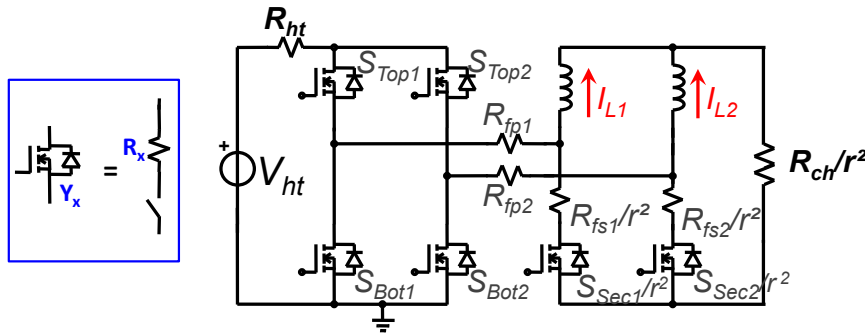 R_ht
S_Top1
S_Top2
I_L1
I_L2
R_fp1
R_x
=
Y_x
+
V_ht
R_ch/r²
R_fp2
R_fs1/r²
R_fs2/r²
S_Bot1
S_Bot2
S_Sec1/r²
S_Sec2/r²